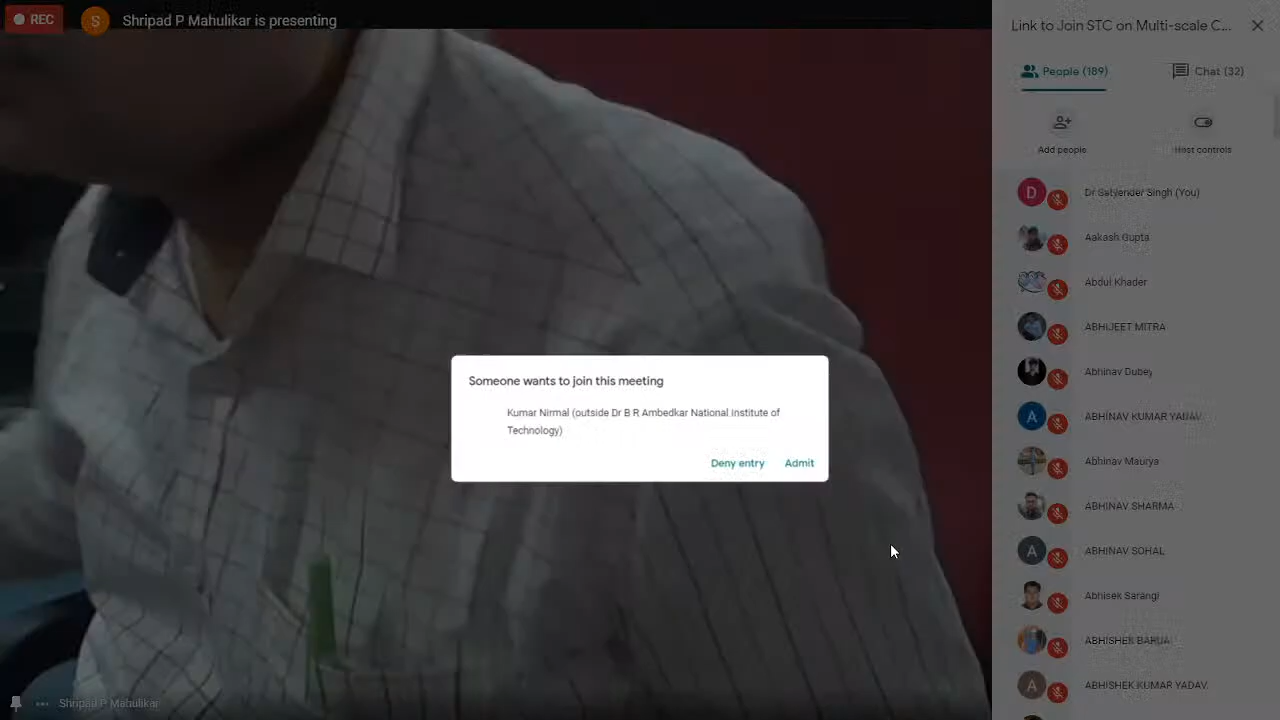 REC
S
Shripad P Mahulikar is presenting
Link to Join STC on Multi-scale C...
People (189)
Chat (32)
Add people
Host controls
D
Dr Satyender Singh (You)
Aakash Gupta
Abdul Khader
ABHIJEET MITRA
Abhinav Dubey
A
ABHINAV KUMAR YADAV
Abhinav Maurya
ABHINAV SHARMA
A
ABHINAV SOHAL
Abhisek Sarangi
ABHISHEK BARUA
A
ABHISHEK KUMAR YADAV
Someone wants to join this meeting
Kumar Nirmal (outside Dr B R Ambedkar National Institute of
Technology)
Deny entry
Admit
Shripad P Mahulikar